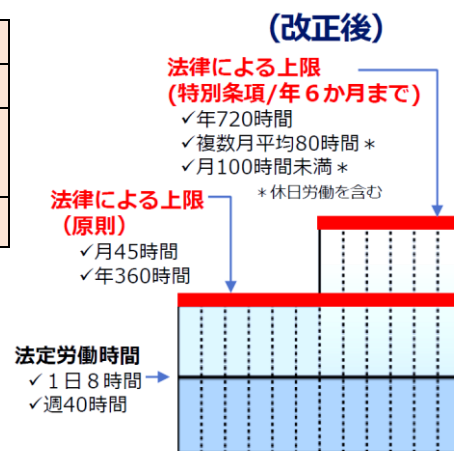 (改正後)
法律による上限
(特別条項/年６か月まで)
✓年720時間
✓複数月平均80時間＊
✓月100時間未満＊
＊休日労働を含む
法律による上限
（原則）
✓月45時間
✓年360時間
法定労働時間
✓１日８時間
✓週40時間